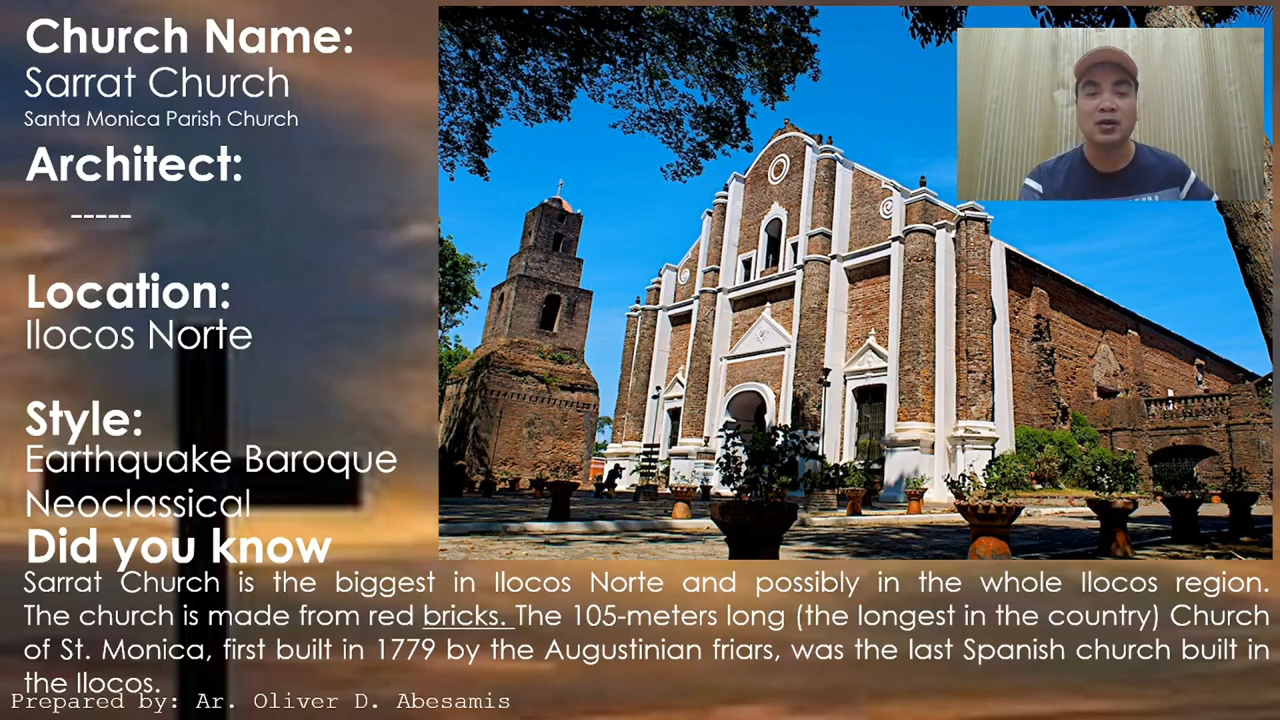 Church Name:
Sarrat Church
Santa Monica Parish Church
Architect:
-----
Location:
Ilocos Norte
Style:
Earthquake Baroque
Neoclassical
Did you know
Sarrat Church is the biggest in Ilocos Norte and possibly in the whole Ilocos region.
The church is made from red bricks. The 105-meters long (the longest in the country) Church
of St. Monica, first built in 1779 by the Augustinian friars, was the last Spanish church built in
the Ilocos.
Prepared by: Ar. Oliver D. Abesamis